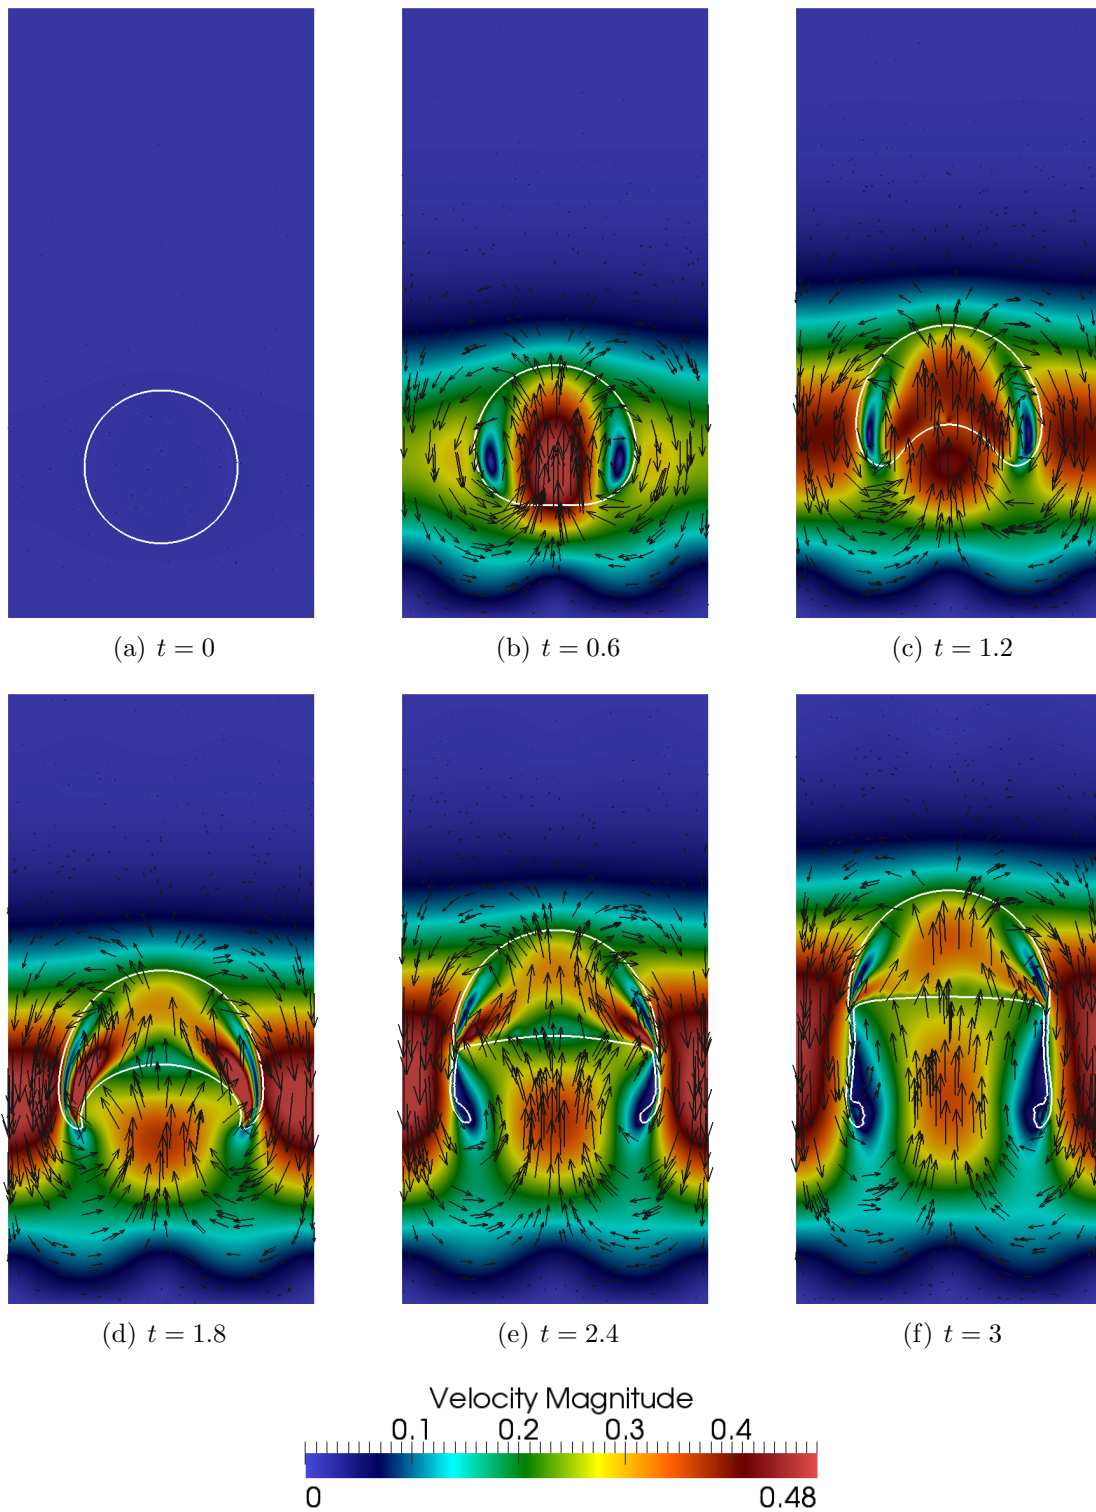 (a) t = 0
(b) t = 0.6
(c) t = 1.2
(d) t = 1.8
(e) t = 2.4
(f) t = 3
Velocity Magnitude
0.1 0.2 0.3 0.4
0 0.48